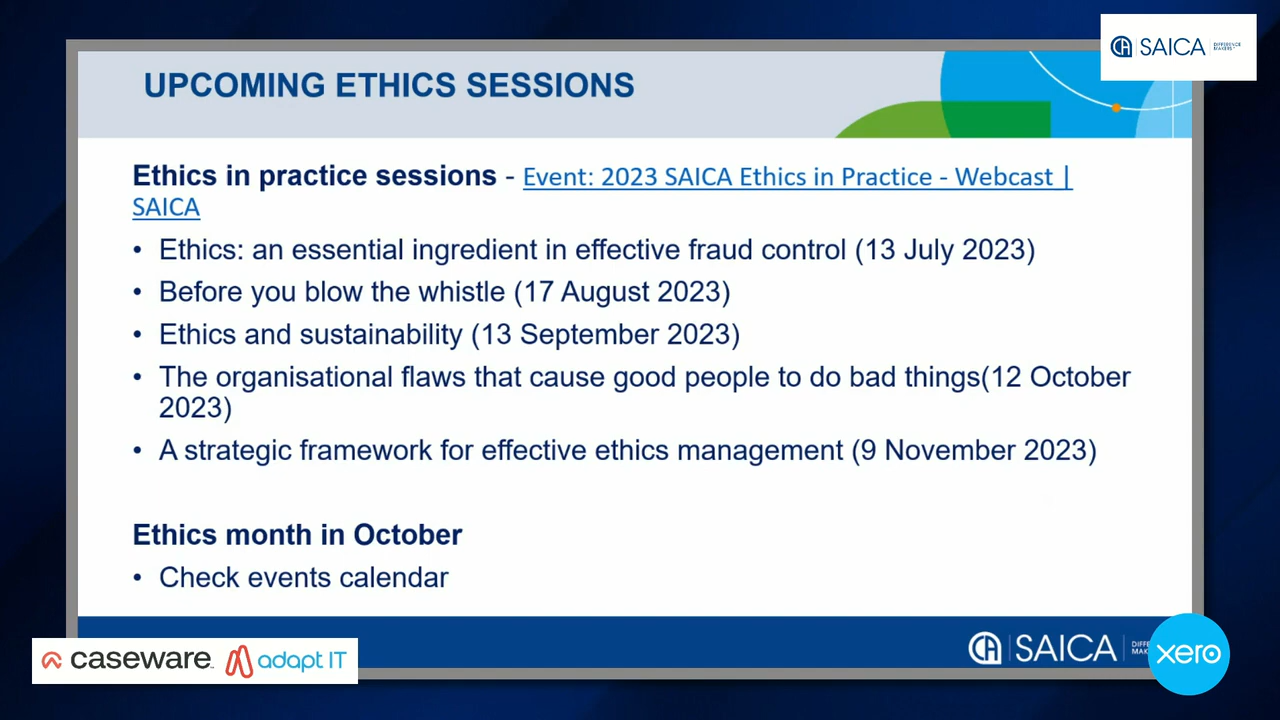 SAICA DIFFERENCE MAKERS
UPCOMING ETHICS SESSIONS
Ethics in practice sessions - Event: 2023 SAICA Ethics in Practice - Webcast |
SAICA
• Ethics: an essential ingredient in effective fraud control (13 July 2023)
• Before you blow the whistle (17 August 2023)
• Ethics and sustainability (13 September 2023)
• The organisational flaws that cause good people to do bad things(12 October
2023)
• A strategic framework for effective ethics management (9 November 2023)
Ethics month in October
• Check events calendar
caseware adapt IT
SAICA
xero